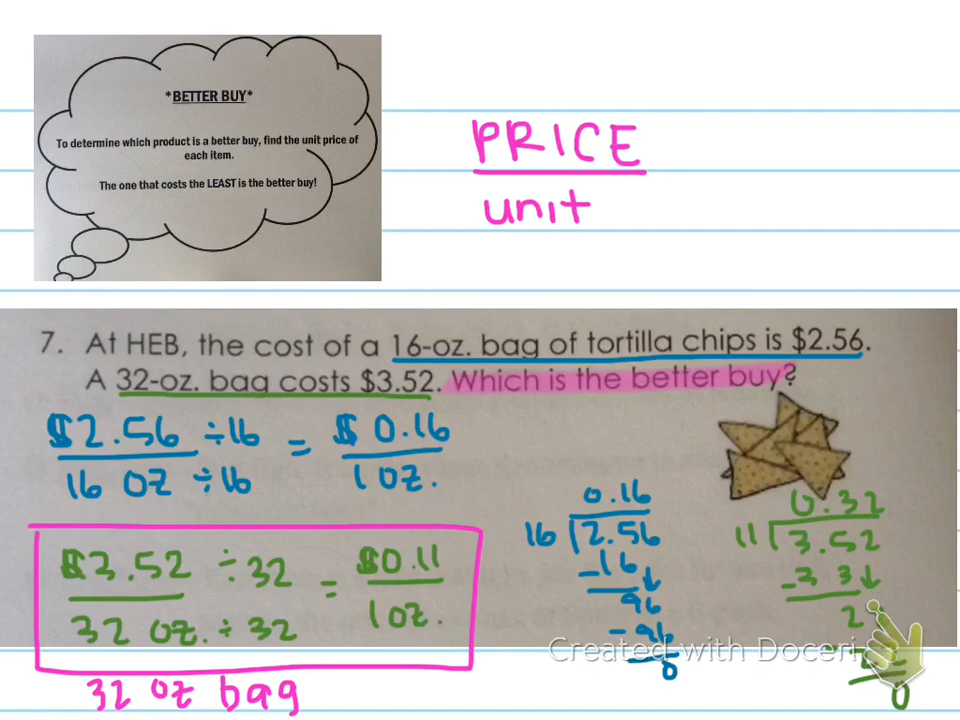 *BETTER BUY*
To determine which product is a better buy, find the unit price of
each item.
The one that costs the LEAST is the better buy!
PRICE
unit
7. At HEB, the cost of a 16-oz. bag of tortilla chips is $2.56.
A 32-oz. bag costs $3.52. Which is the better buy?
$2.56 ÷16 = $0.16
16 oz ÷16 1 oz.
$3.52 ÷ 32 = $0.11
32 oz. ÷ 32 1 oz.
32 oz bag
0.16
16 2.56
-16
96
-96
0
0.32
11 3.52
-3 3
2
0
Created with Doceri